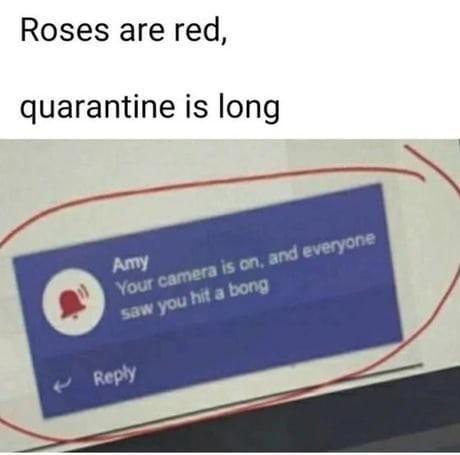 Roses are red,
quarantine is long
Amy
Your camera is on, and everyone
saw you hit a bong
Reply